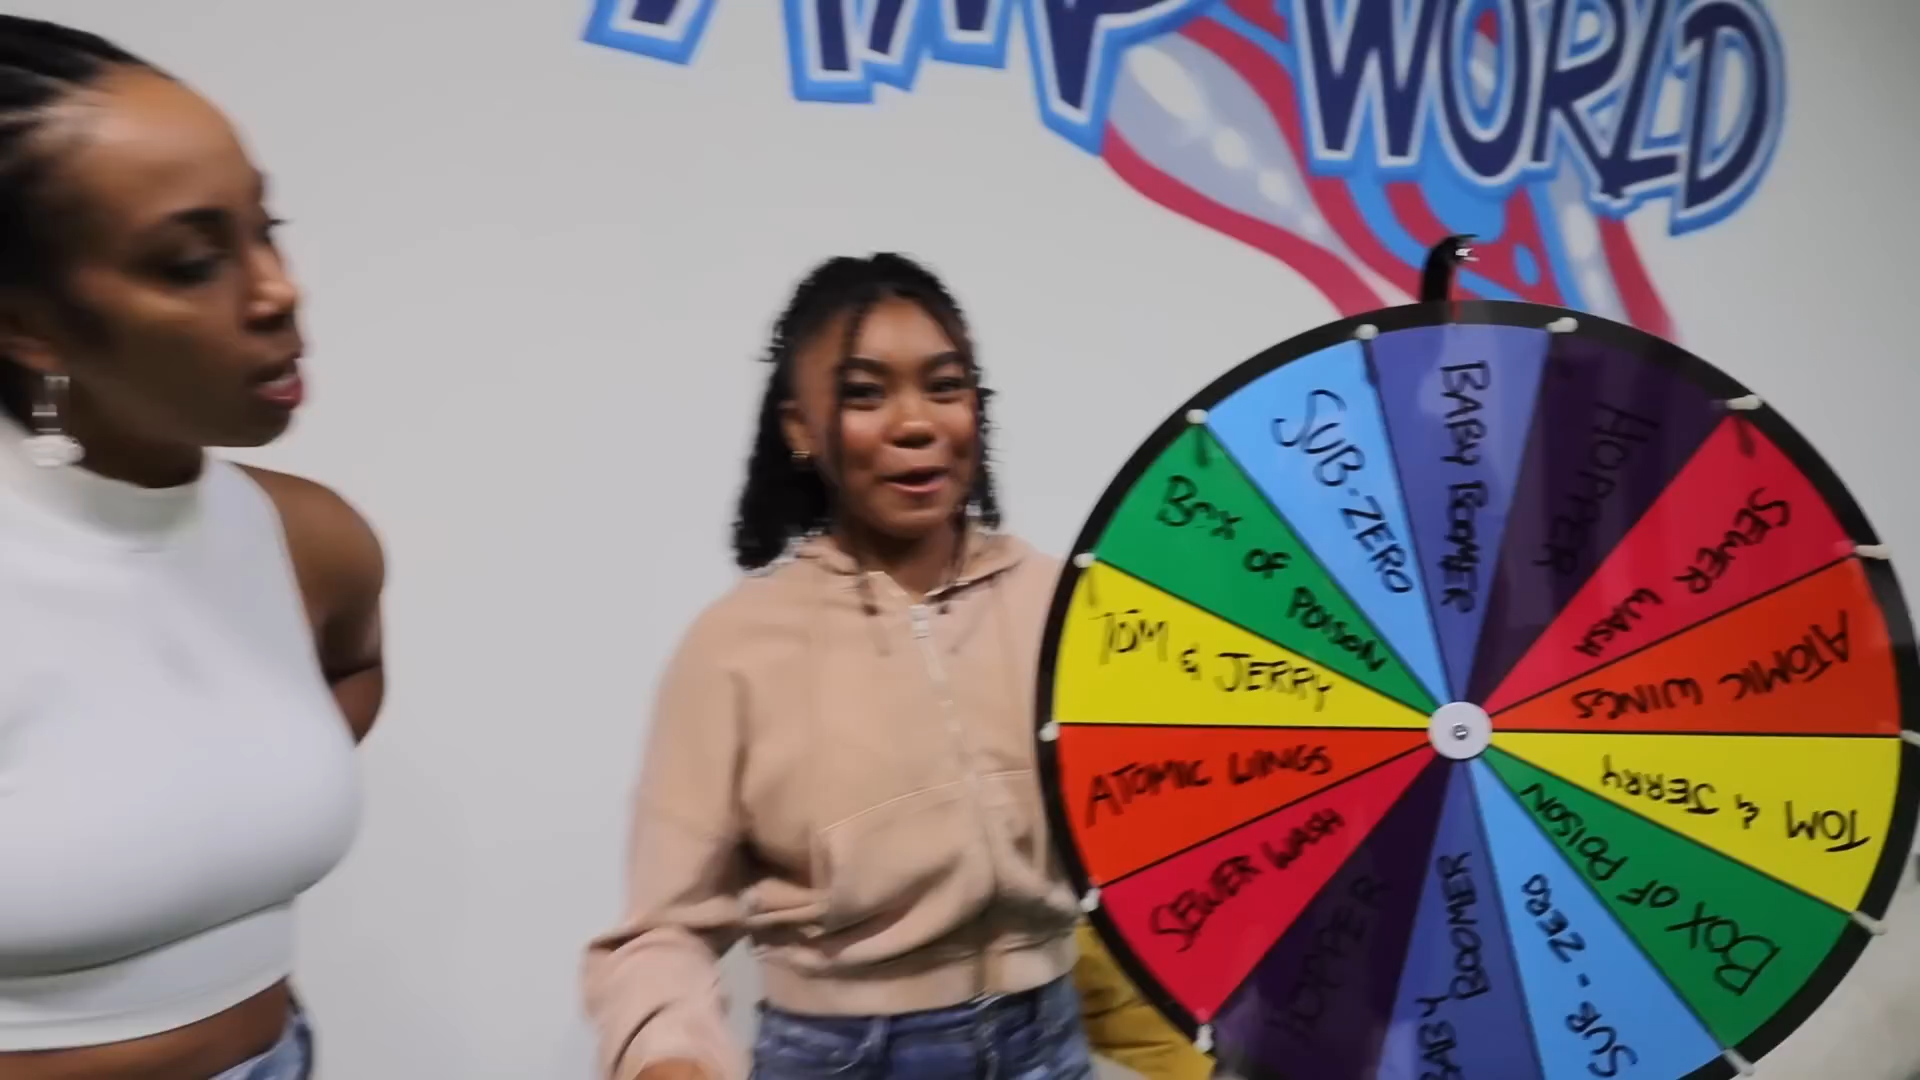 WORLD
BABY BOOMER
HOPPER
SEWER WASH
ATOMIC WINGS
TOM & JERRY
BOX OF POISON
SUB-ZERO
BABY BOOMER
HOPPER
SEWER WASH
ATOMIC WINGS
TOM & JERRY
BOX OF POISON
SUB-ZERO